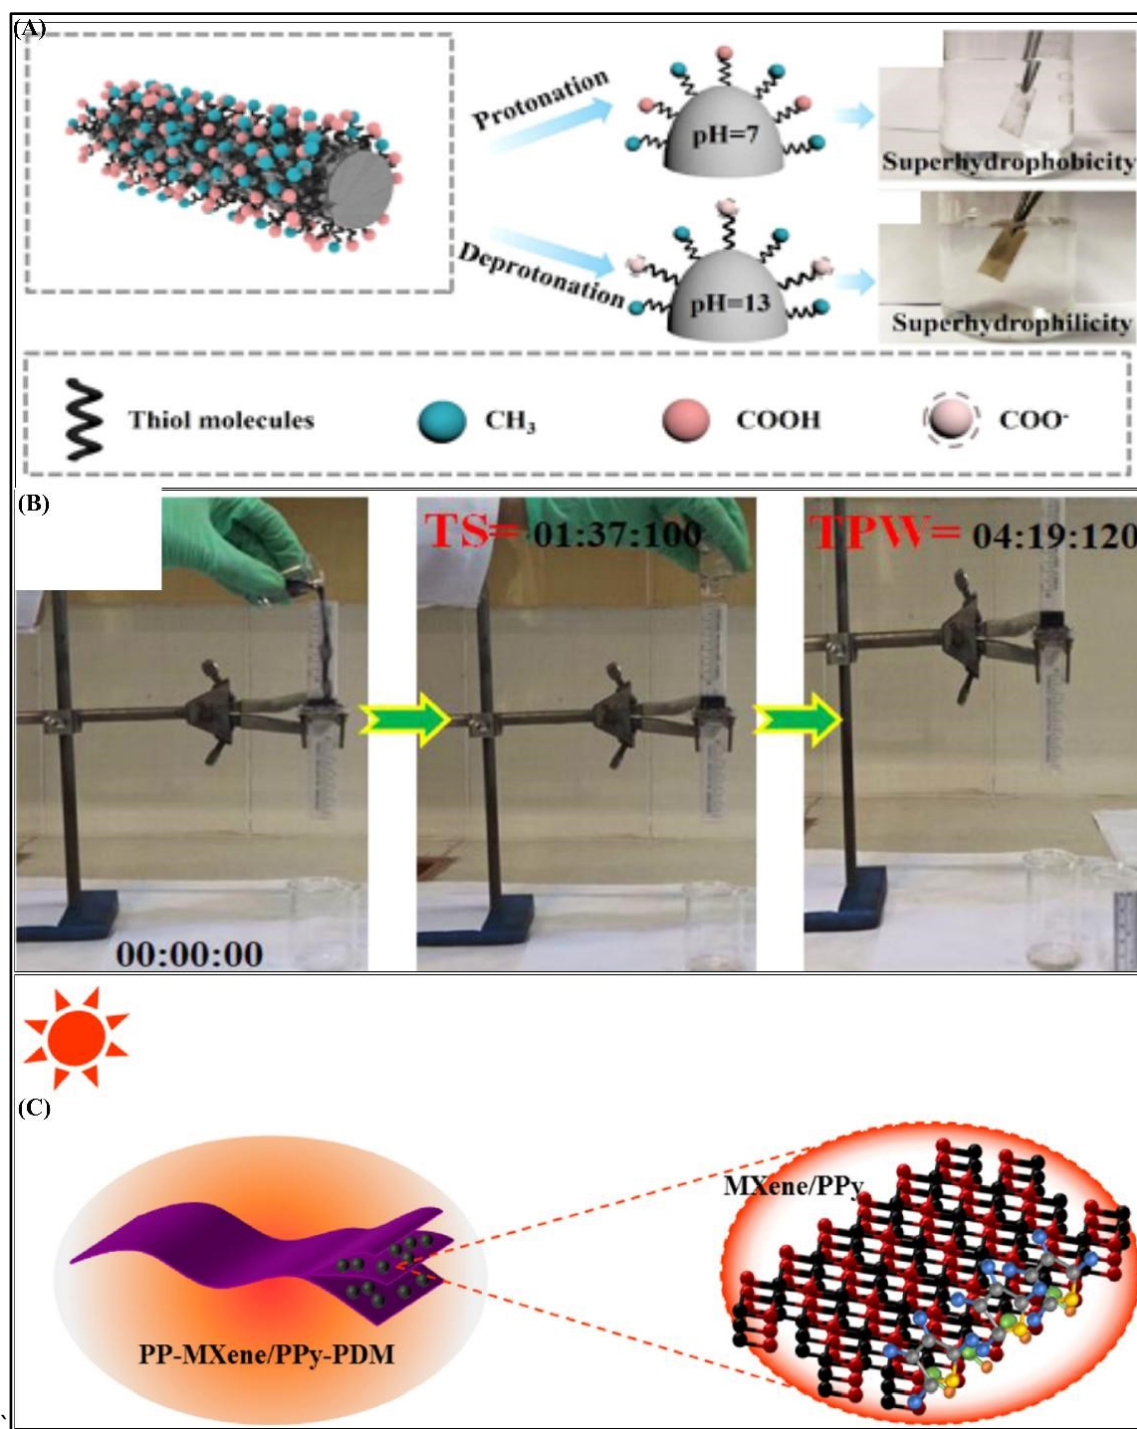 (A)
Protonation
pH=7
Superhydrophobicity
Deprotonation
pH=13
Superhydrophilicity
Thiol molecules
CH₃
COOH
COO⁻
(B)
TS= 01:37:100
TPW= 04:19:120
00:00:00
(C)
MXene/PPy
PP-MXene/PPy-PDM